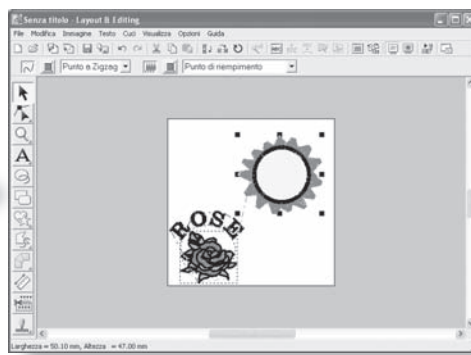 Senza titolo - Layout & Editing
File Modifica Immagine Testo Cuci Visualizza Opzioni Guida
Punto a Zigzag Punto di riempimento
A
ROSE
Larghezza = 50.10 mm, Altezza = 47.00 mm